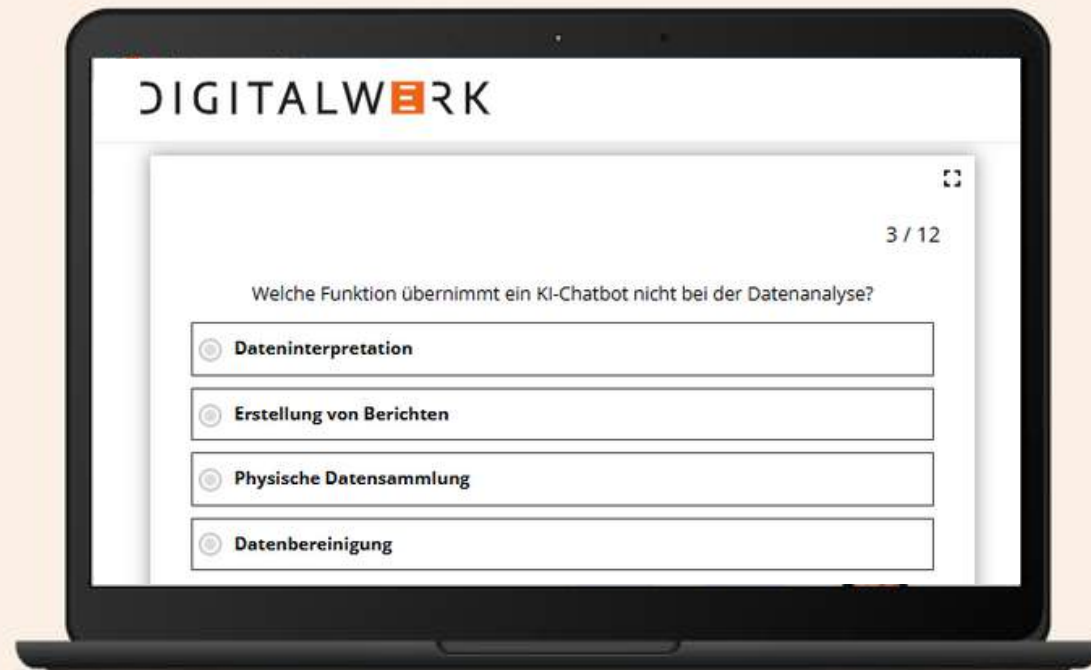 DIGITALWERK
3 / 12
Welche Funktion übernimmt ein KI-Chatbot nicht bei der Datenanalyse?
Dateninterpretation
Erstellung von Berichten
Physische Datensammlung
Datenbereinigung